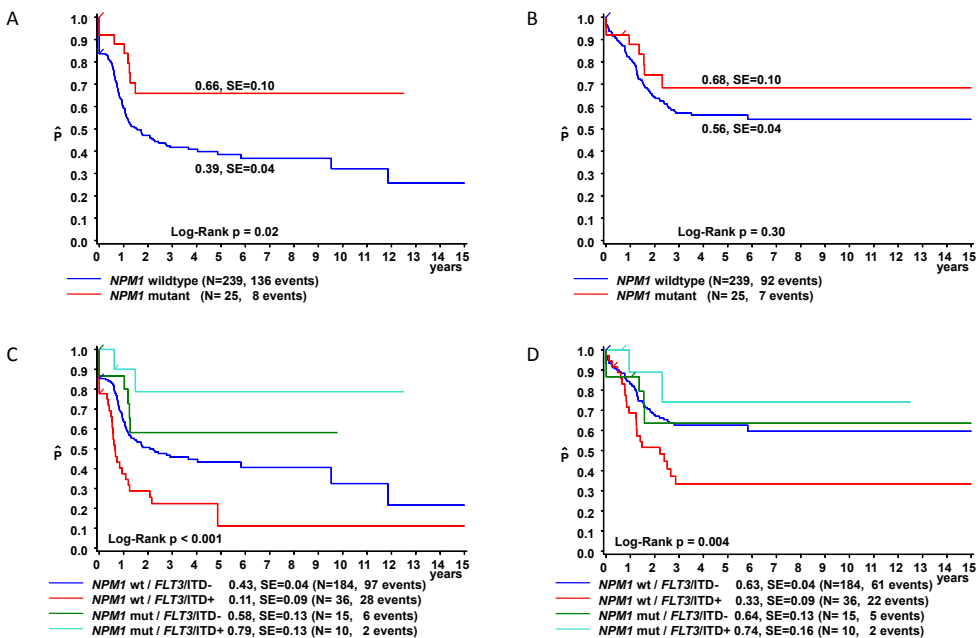 A
1.0
0.9
0.8
0.7
0.6
0.5
P̂
0.4
0.3
0.2
0.1
0.0
0.66, SE=0.10
0.39, SE=0.04
Log-Rank p = 0.02
0 1 2 3 4 5 6 7 8 9 10 11 12 13 14 15
years
NPM1 wildtype (N=239, 136 events)
NPM1 mutant (N= 25, 8 events)
B
1.0
0.9
0.8
0.7
0.6
0.5
P̂
0.4
0.3
0.2
0.1
0.0
0.68, SE=0.10
0.56, SE=0.04
Log-Rank p = 0.30
0 1 2 3 4 5 6 7 8 9 10 11 12 13 14 15
years
NPM1 wildtype (N=239, 92 events)
NPM1 mutant (N= 25, 7 events)
C
1.0
0.9
0.8
0.7
0.6
0.5
P̂
0.4
0.3
0.2
0.1
0.0
Log-Rank p < 0.001
0 1 2 3 4 5 6 7 8 9 10 11 12 13 14 15
years
NPM1 wt / FLT3/ITD- 0.43, SE=0.04 (N=184, 97 events)
NPM1 wt / FLT3/ITD+ 0.11, SE=0.09 (N= 36, 28 events)
NPM1 mut / FLT3/ITD- 0.58, SE=0.13 (N= 15, 6 events)
NPM1 mut / FLT3/ITD+ 0.79, SE=0.13 (N= 10, 2 events)
D
1.0
0.9
0.8
0.7
0.6
0.5
P̂
0.4
0.3
0.2
0.1
0.0
Log-Rank p = 0.004
0 1 2 3 4 5 6 7 8 9 10 11 12 13 14 15
years
NPM1 wt / FLT3/ITD- 0.63, SE=0.04 (N=184, 61 events)
NPM1 wt / FLT3/ITD+ 0.33, SE=0.09 (N= 36, 22 events)
NPM1 mut / FLT3/ITD- 0.64, SE=0.13 (N= 15, 5 events)
NPM1 mut / FLT3/ITD+ 0.74, SE=0.16 (N= 10, 2 events)